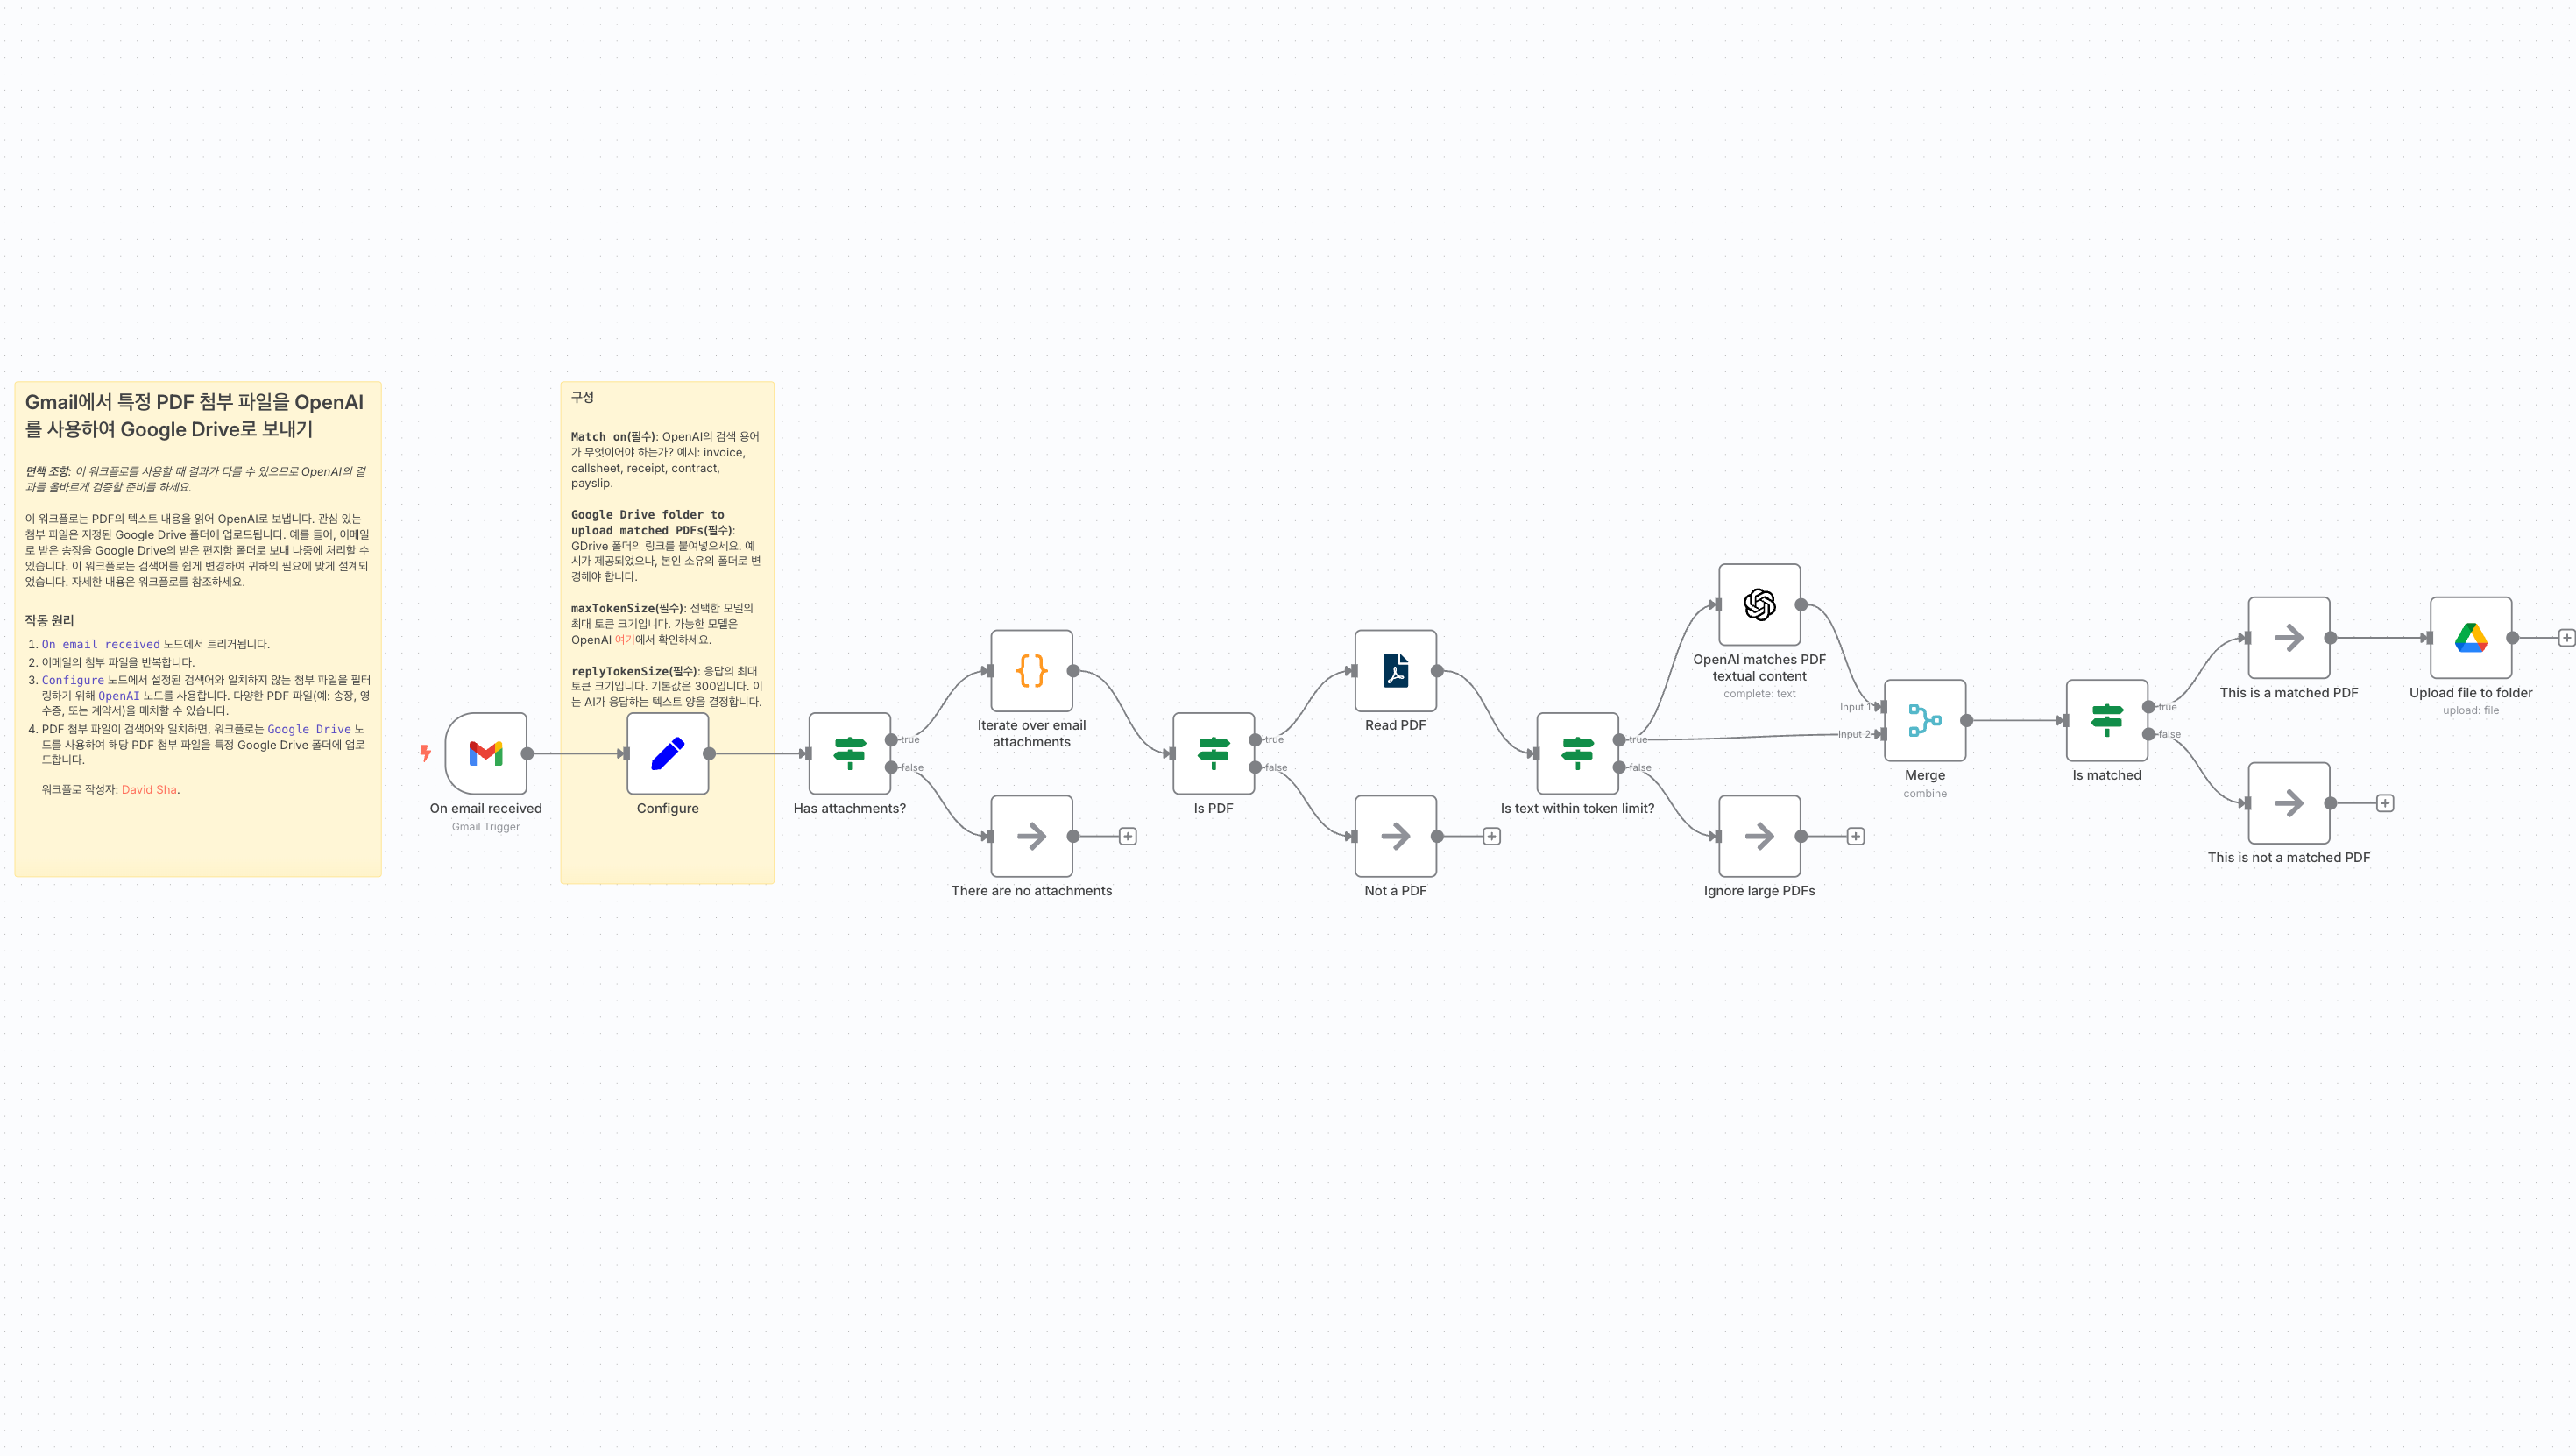 Gmail에서 특정 PDF 첨부 파일을 OpenAI
를 사용하여 Google Drive로 보내기
면책 조항: 이 워크플로를 사용할 때 결과가 다를 수 있으므로 OpenAI의 결
과를 올바르게 검증할 준비를 하세요.
이 워크플로는 PDF의 텍스트 내용을 읽어 OpenAI로 보냅니다. 관심 있는
첨부 파일은 지정된 Google Drive 폴더에 업로드됩니다. 예를 들어, 이메일
로 받은 송장을 Google Drive의 받은 편지함 폴더로 보내 나중에 처리할 수
있습니다. 이 워크플로는 검색어를 쉽게 변경하여 귀하의 필요에 맞게 설계되
었습니다. 자세한 내용은 워크플로를 참조하세요.
작동 원리
1. On email received 노드에서 트리거됩니다.
2. 이메일의 첨부 파일을 반복합니다.
3. Configure 노드에서 설정된 검색어와 일치하지 않는 첨부 파일을 필터
링하기 위해 OpenAI 노드를 사용합니다. 다양한 PDF 파일(예: 송장, 영
수증, 또는 계약서)을 매치할 수 있습니다.
4. PDF 첨부 파일이 검색어와 일치하면, 워크플로는 Google Drive 노
드를 사용하여 해당 PDF 첨부 파일을 특정 Google Drive 폴더에 업로
드합니다.
워크플로 작성자: David Sha.
구성
Match on(필수): OpenAI의 검색 용어
가 무엇이어야 하는가? 예시: invoice,
callsheet, receipt, contract,
payslip.
Google Drive folder to
upload matched PDFs(필수):
GDrive 폴더의 링크를 붙여넣으세요. 예
시가 제공되었으나, 본인 소유의 폴더로 변
경해야 합니다.
maxTokenSize(필수): 선택한 모델의
최대 토큰 크기입니다. 가능한 모델은
OpenAI 여기에서 확인하세요.
replyTokenSize(필수): 응답의 최대
토큰 크기입니다. 기본값은 300입니다. 이
는 AI가 응답하는 텍스트 양을 결정합니다.
On email received
Gmail Trigger
Configure
Has attachments?
true
false
Iterate over email
attachments
There are no attachments
Is PDF
true
false
Read PDF
Not a PDF
Is text within token limit?
true
false
OpenAI matches PDF
textual content
complete: text
Ignore large PDFs
Input 1
Input 2
Merge
combine
Is matched
true
false
This is a matched PDF
This is not a matched PDF
Upload file to folder
upload: file